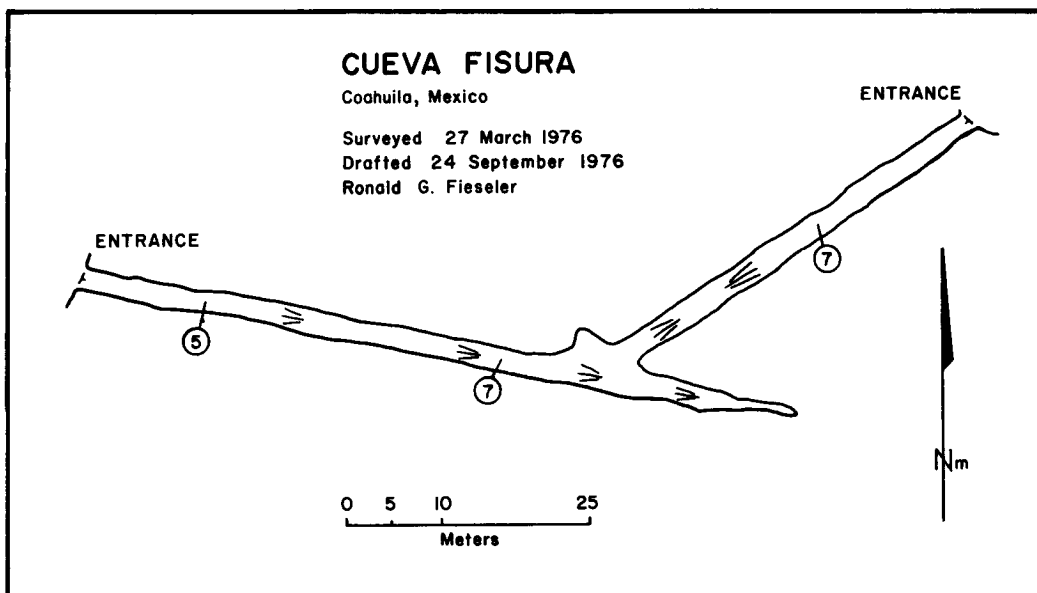 CUEVA FISURA
Coahuila, Mexico
Surveyed 27 March 1976
Drafted 24 September 1976
Ronald G. Fieseler
ENTRANCE
ENTRANCE
7
5
7
Nm
0 5 10 25
Meters